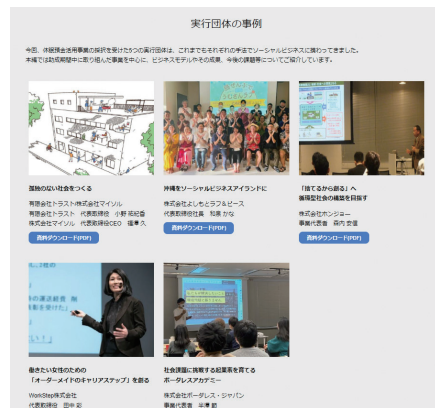 実行団体の事例
今回、休眠預金活用事業の採択を受けた5つの実行団体は、これまでもそれぞれの手法でソーシャルビジネスに携わってきました。
本編では助成期間中に取り組んだ事業を中心に、ビジネスモデルやその成果、今後の課題等についてご紹介しています。
孤独のない社会をつくる
有限会社トラスト/株式会社マイソル
有限会社トラスト 代表取締役 小野 拓紀
株式会社マイソル 代表取締役CEO 福澤 久
資料ダウンロード(PDF)
沖縄をソーシャルビジネスアイランドに
株式会社よしもとラフ&ピース
代表取締役社長 和泉 かな
資料ダウンロード(PDF)
「捨てるから創る」へ
循環型社会の構築を目指す
株式会社ホンジョー
事業代表者 森内 宏信
資料ダウンロード(PDF)
働きたい女性のための
「オーダーメイドのキャリアステップ」を創る
WorkStep株式会社
代表取締役 田中 彩
社会課題に挑戦する起業家を育てる
ボーダレスアカデミー
株式会社ボーダレス・ジャパン
事業代表者 半澤 節